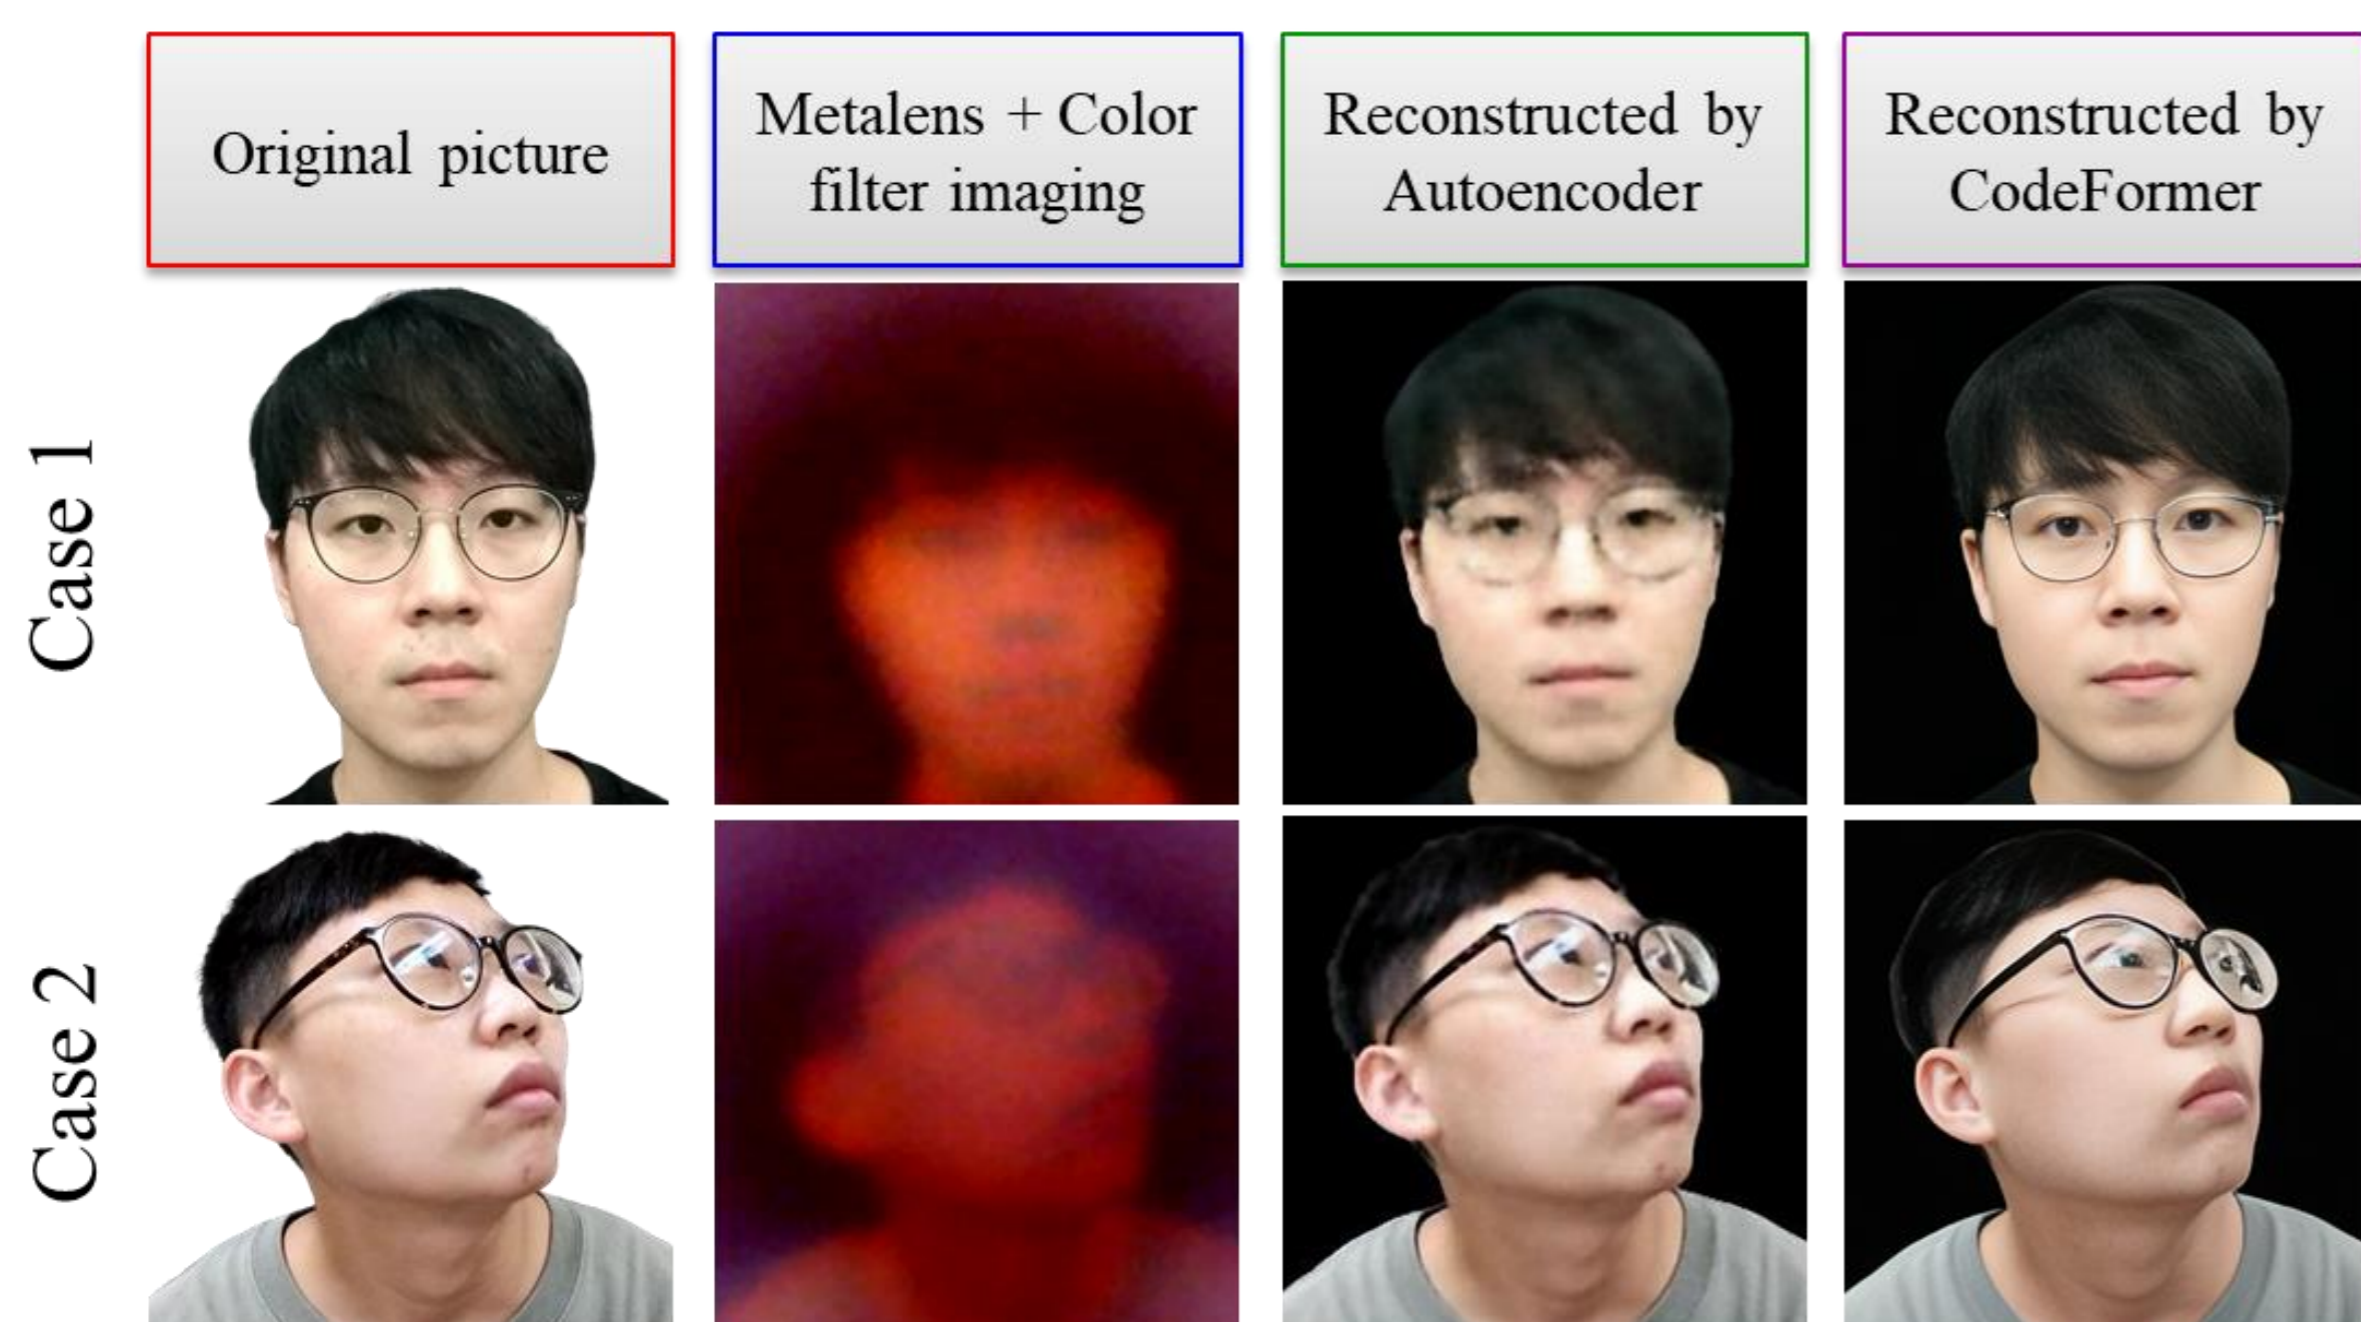 Original picture
Metalens + Color
filter imaging
Reconstructed by
Autoencoder
Reconstructed by
CodeFormer
Case 1
Case 2